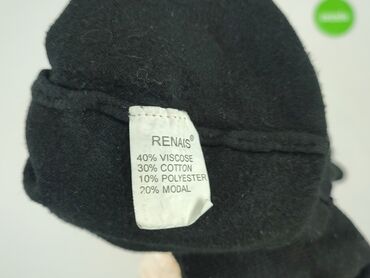 RENAIS®
40% VISCOSE
30% COTTON
10% POLYESTER
20% MODAL